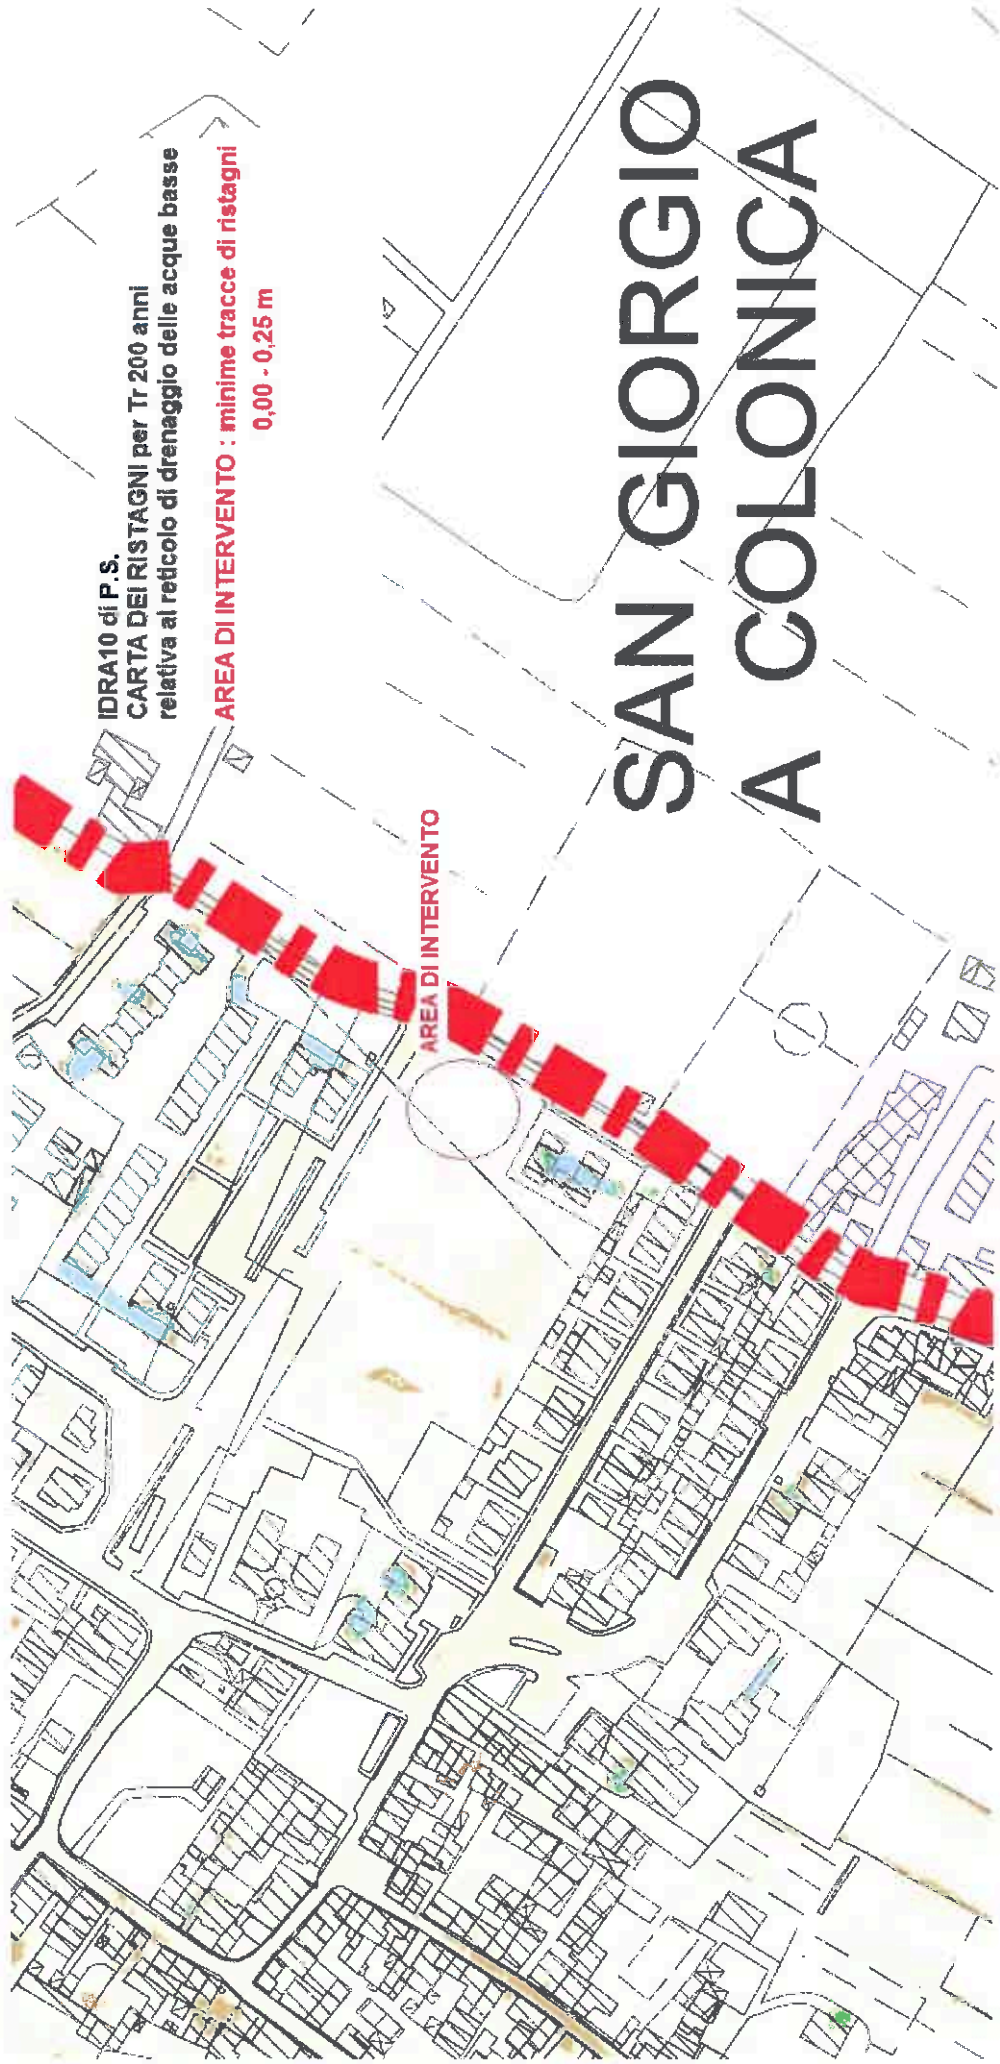 IDRA10 di P.S.
CARTA DEI RISTAGNI per Tr 200 anni
relativa al reticolo di drenaggio delle acque basse
AREA DI INTERVENTO : minime tracce di ristagni
0,00 - 0,25 m
AREA DI INTERVENTO
SAN GIORGIO
A COLONICA